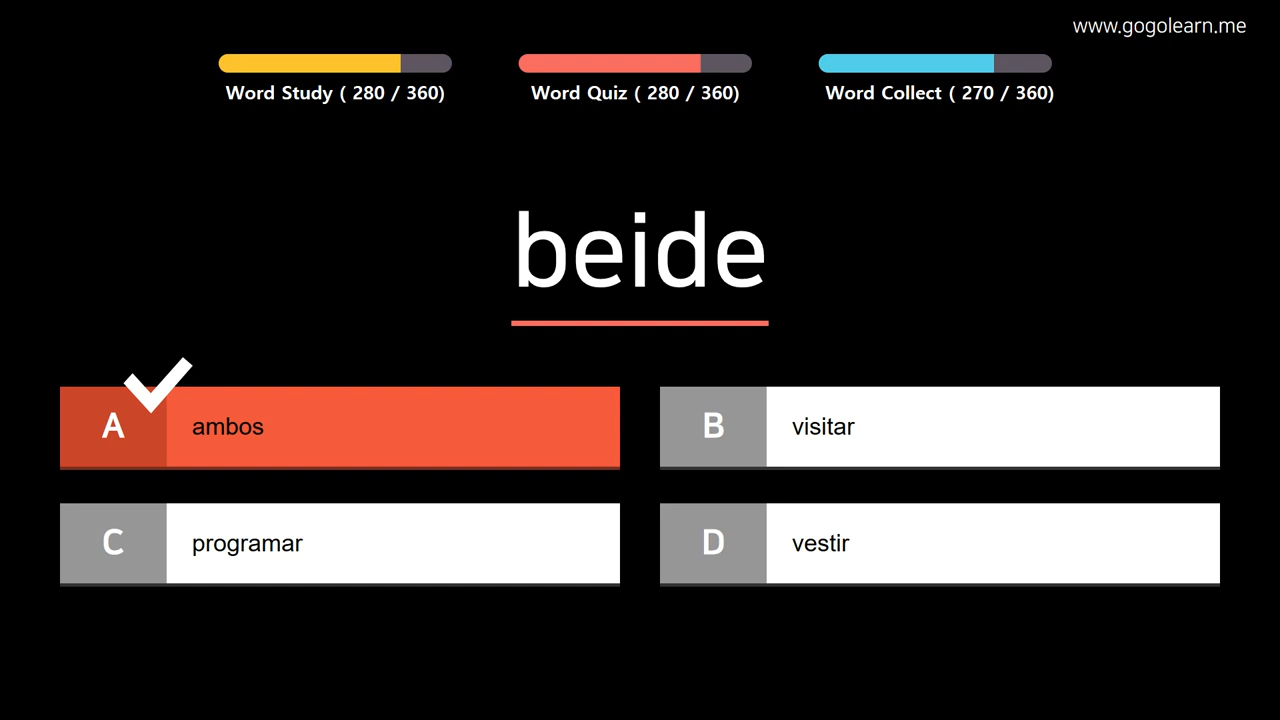 www.gogolearn.me
Word Study ( 280 / 360)
Word Quiz ( 280 / 360)
Word Collect ( 270 / 360)
beide
A
ambos
B
visitar
C
programar
D
vestir